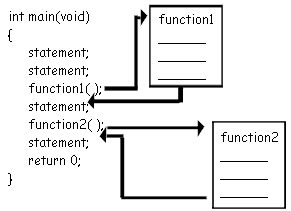 int main(void)
{
statement;
statement;
function1( );
statement;
function2( );
statement;
return 0;
}
function1
function2